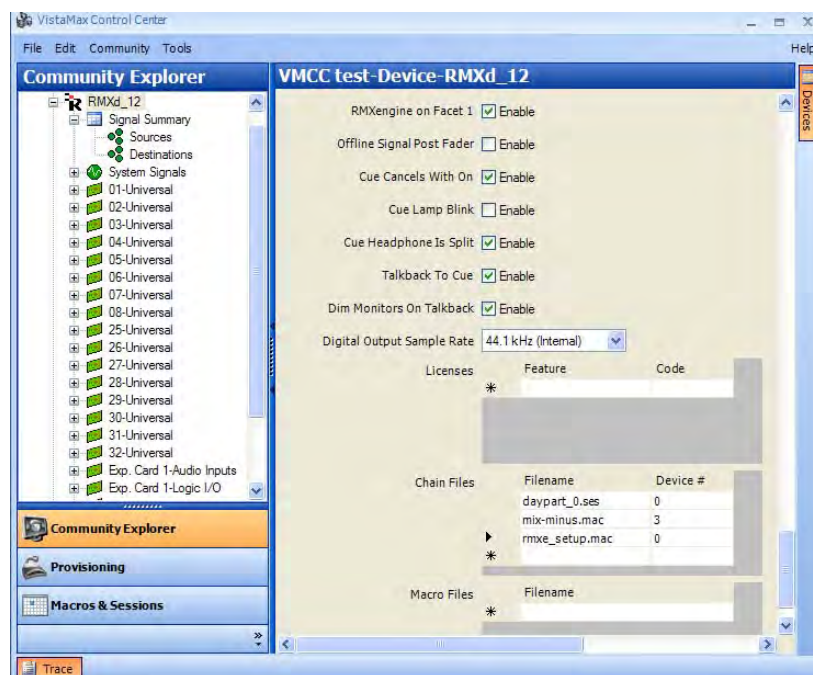 VistaMax Control Center
File Edit Community Tools
Help
Community Explorer
RMXd_12
Signal Summary
Sources
Destinations
System Signals
01-Universal
02-Universal
03-Universal
04-Universal
05-Universal
06-Universal
07-Universal
08-Universal
25-Universal
26-Universal
27-Universal
28-Universal
29-Universal
30-Universal
31-Universal
32-Universal
Exp. Card 1-Audio Inputs
Exp. Card 1-Logic I/O
Community Explorer
Provisioning
Macros & Sessions
Trace
VMCC test-Device-RMXd_12
RMXengine on Facet 1 Enable
Offline Signal Post Fader Enable
Cue Cancels With On Enable
Cue Lamp Blink Enable
Cue Headphone Is Split Enable
Talkback To Cue Enable
Dim Monitors On Talkback Enable
Digital Output Sample Rate 44.1 kHz (Internal)
Licenses Feature Code
Chain Files Filename Device #
daypart_0.ses 0
mix-minus.mac 3
rmxe_setup.mac 0
Macro Files Filename
Devices